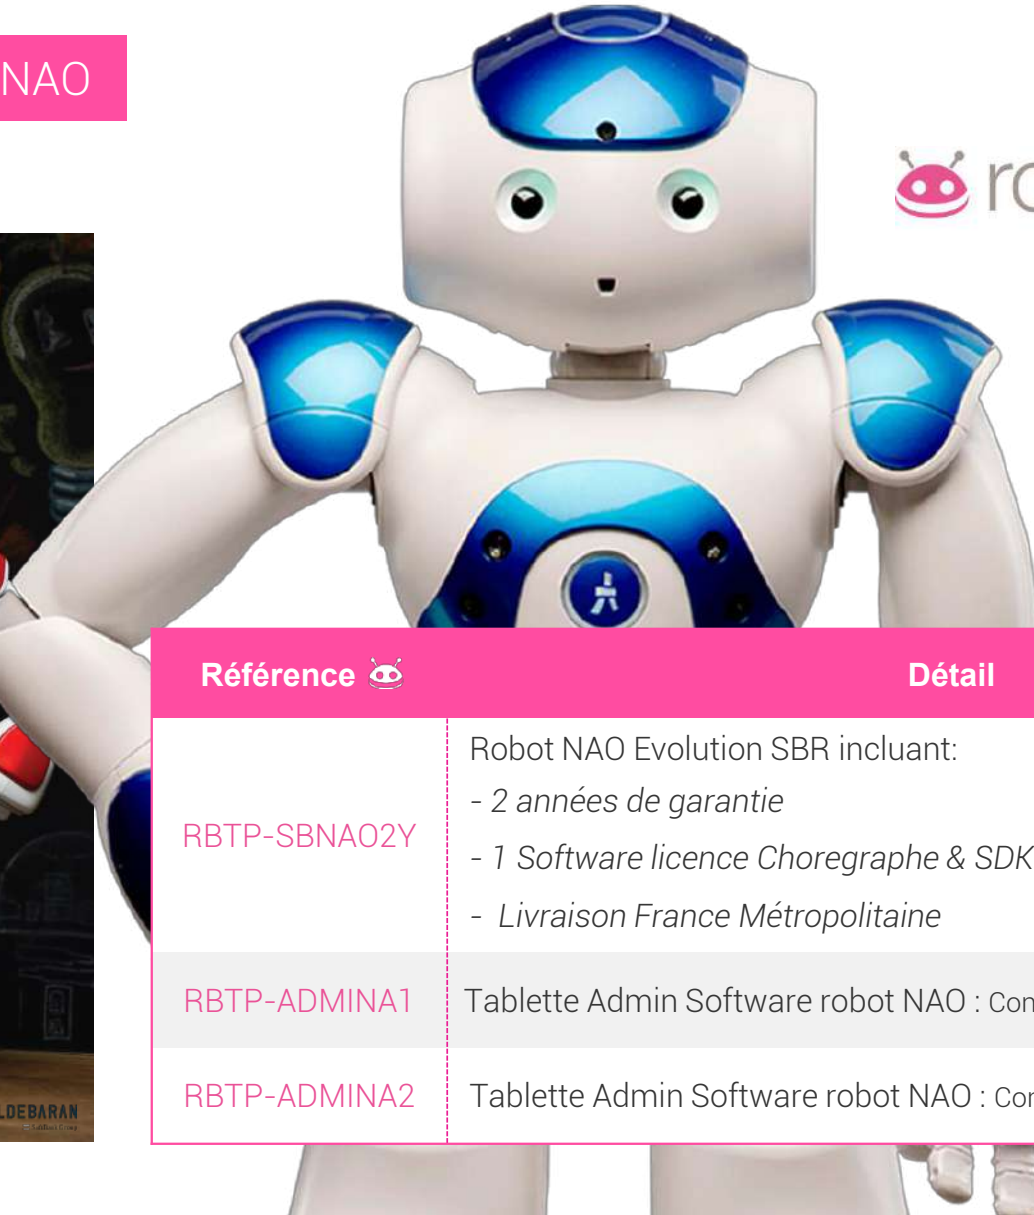 NAO
Référence
Détail
RBTP-SBNAO2Y
Robot NAO Evolution SBR incluant:
- 2 années de garantie
- 1 Software licence Choregraphe & SDK
- Livraison France Métropolitaine
RBTP-ADMINA1
Tablette Admin Software robot NAO :
RBTP-ADMINA2
Tablette Admin Software robot NAO :
LDEBARAN